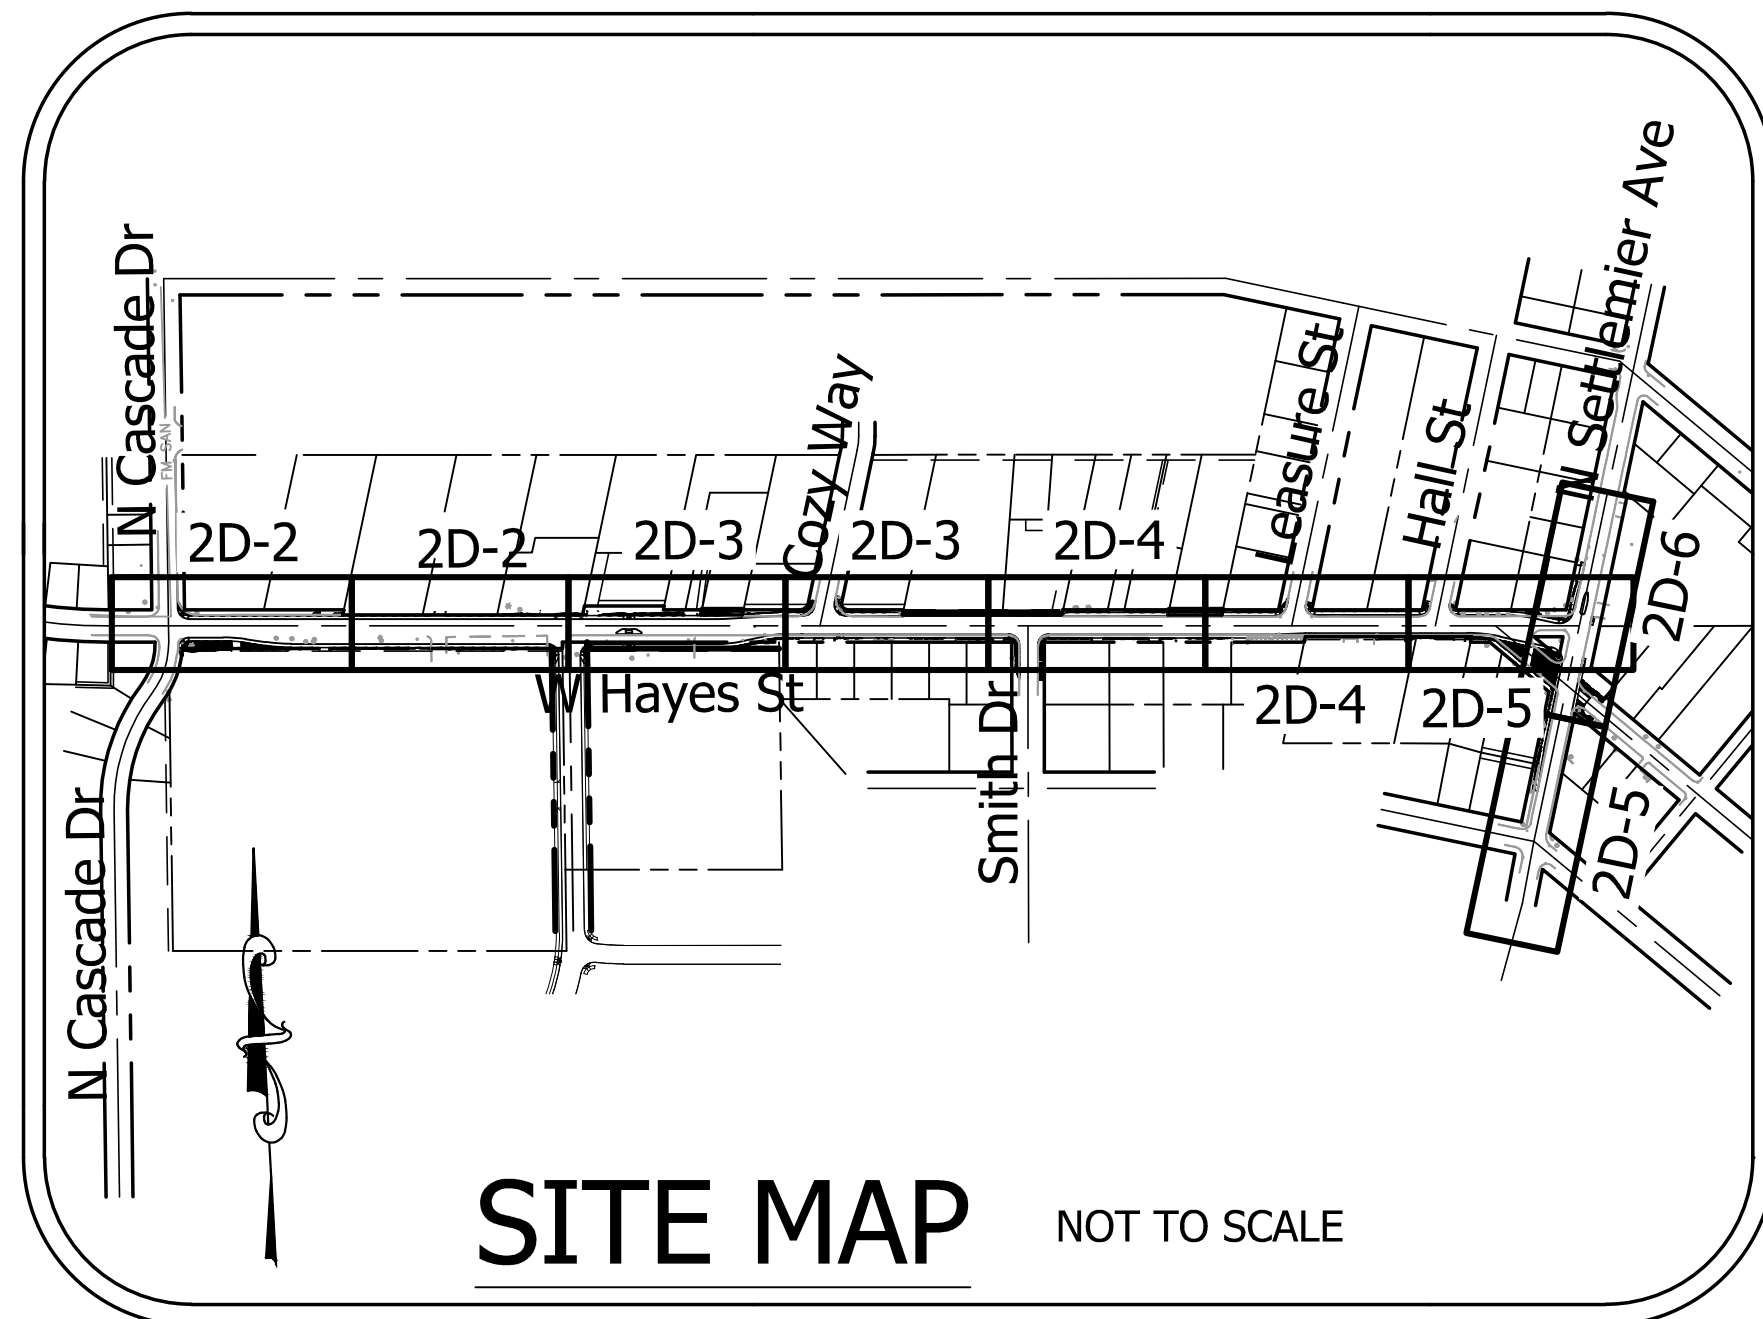 N Settlemier Ave
N Cascade Dr
Leasure St
Cozy Way
Hall St
FM-SAN
2D-2
2D-2
2D-3
2D-3
2D-4
2D-6
W Hayes St
2D-4
2D-5
Smith Dr
2D-5
N Cascade Dr
SITE MAP
NOT TO SCALE